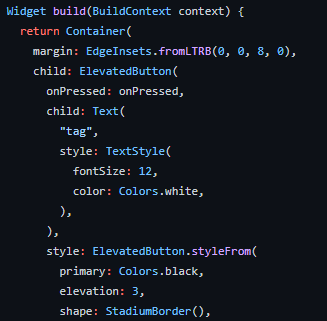 Widget build(BuildContext context) {
  return Container(
    margin: EdgeInsets.fromLTRB(0, 0, 8, 0),
    child: ElevatedButton(
      onPressed: onPressed,
      child: Text(
        "tag",
        style: TextStyle(
          fontSize: 12,
          color: Colors.white,
        ),
      ),
      style: ElevatedButton.styleFrom(
        primary: Colors.black,
        elevation: 3,
        shape: StadiumBorder(),